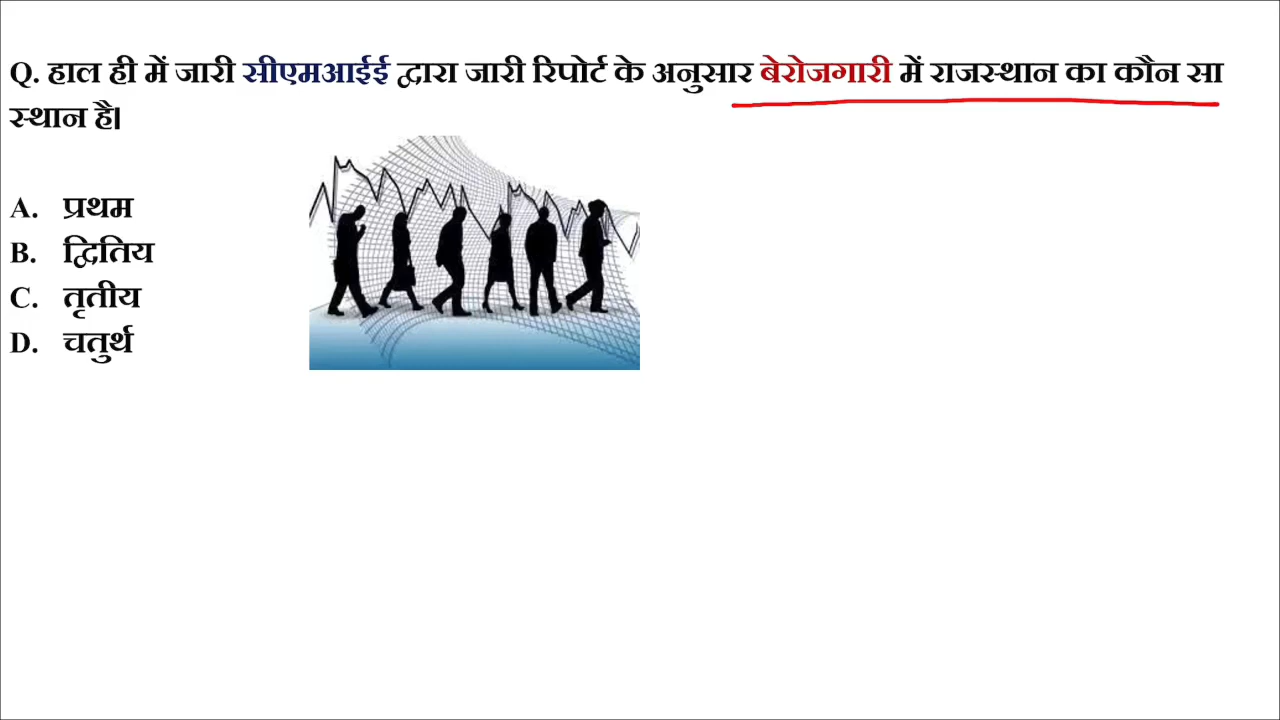 Q. हाल ही में जारी सीएमआईई द्वारा जारी रिपोर्ट के अनुसार बेरोजगारी में राजस्थान का कौन सा
स्थान है।
A. प्रथम
B. द्वितिय
C. तृतीय
D. चतुर्थ